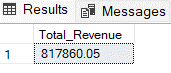 Results Messages
Total_Revenue
1 817860.05